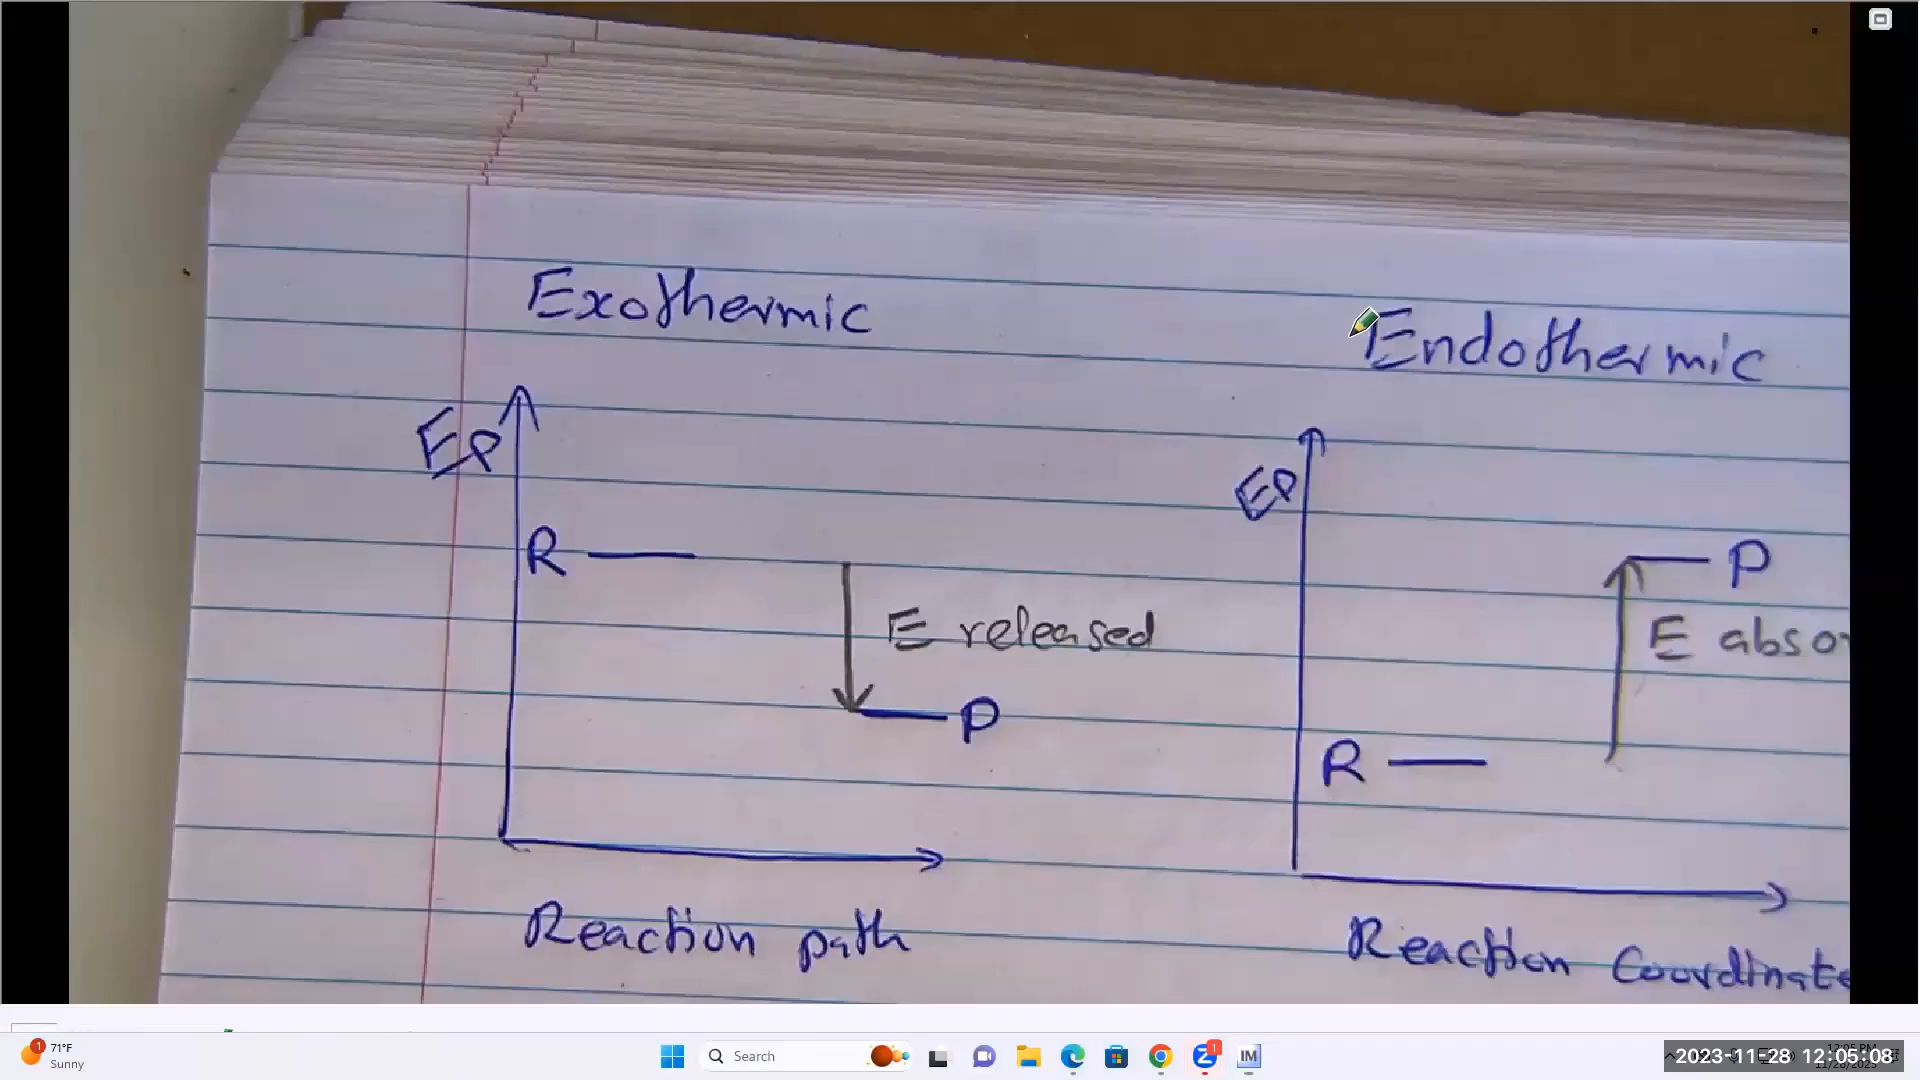 Exothermic
Endothermic
Ep
R
E released
P
Reaction path
EP
P
E abso
R
Reaction Coordinate
71°F
Sunny
Search
2023-11-28 12:05:08